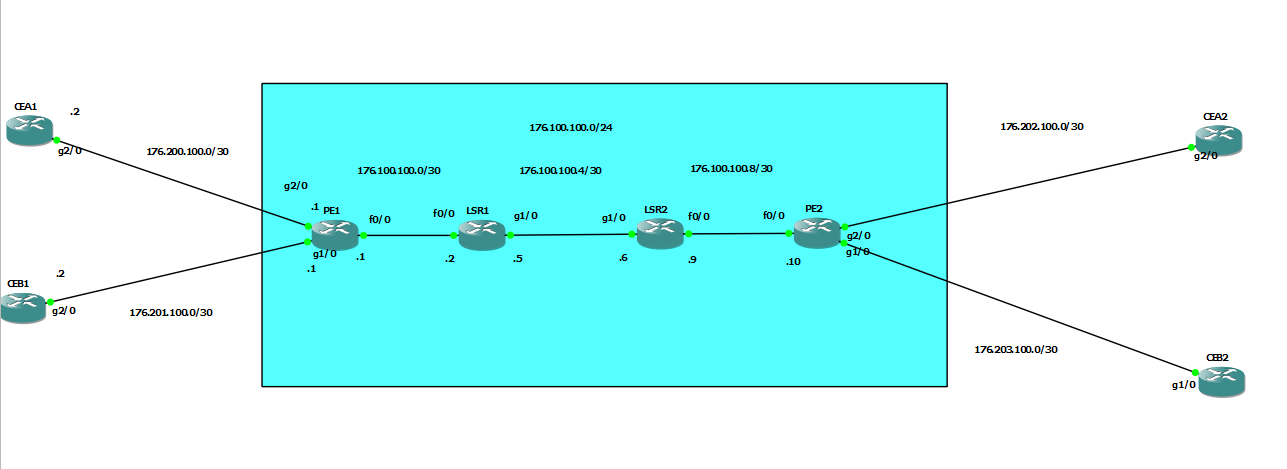 176.100.100.0/24
CEA1
.2
g2/0
176.200.100.0/30
176.202.100.0/30
CEA2
g2/0
176.100.100.0/30
176.100.100.4/30
176.100.100.8/30
g2/0
.1
PE1
f0/0
f0/0
LSR1
g1/0
g1/0
LSR2
f0/0
f0/0
PE2
g2/0
g1/0
g1/0
.1
.1
.2
.5
.6
.9
.10
CEB1
.2
g2/0
176.201.100.0/30
176.203.100.0/30
CEB2
g1/0